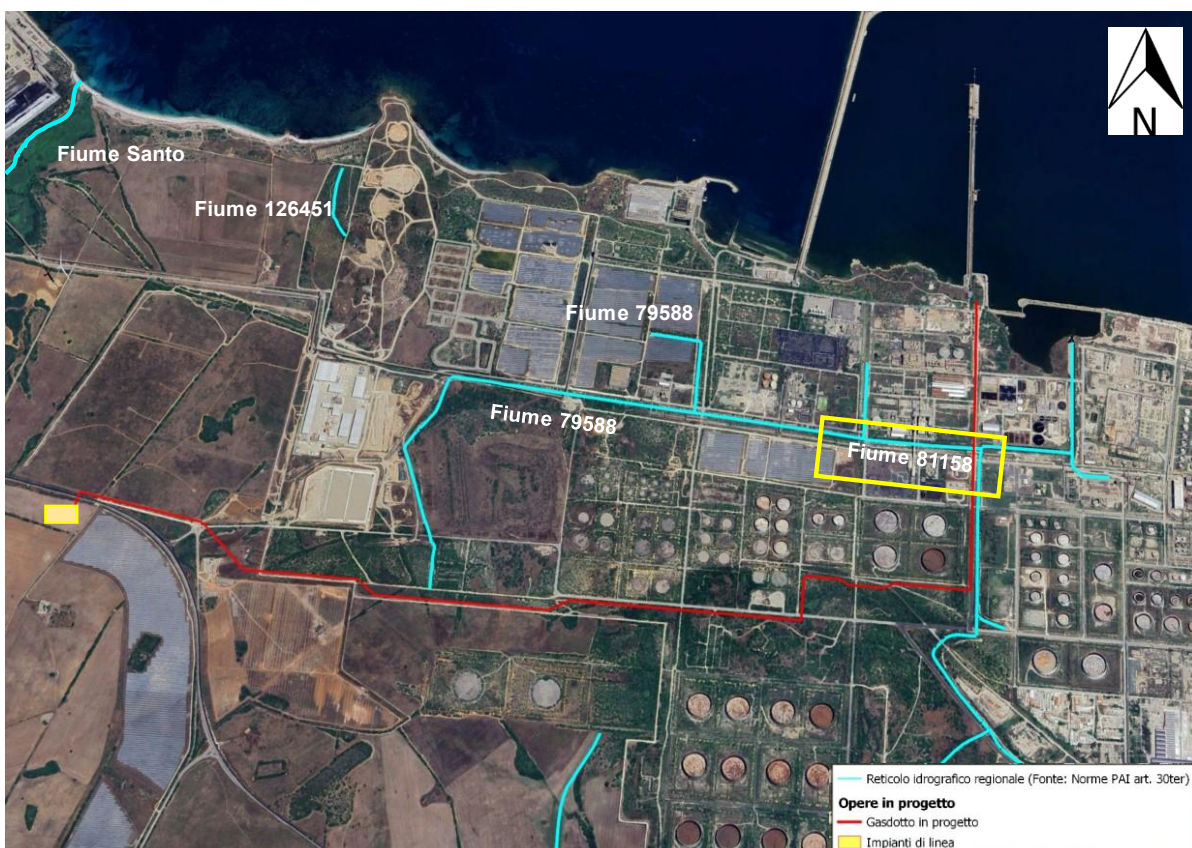 N
Fiume Santo
Fiume 126451
Fiume 79588
Fiume 79588
Fiume 81158
Reticolo idrografico regionale (Fonte: Norme PAI art. 30ter)
Opere in progetto
Gasdotto in progetto
Impianti di linea